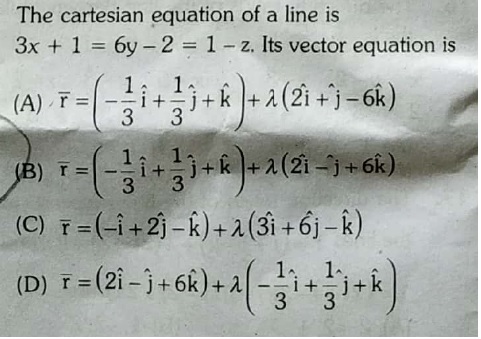 The cartesian equation of a line is
3x + 1 = 6y – 2 = 1 – z. Its vector equation is
(A) r̅ = (–1/3 î + 1/3 ĵ + k̂) + λ(2î + ĵ – 6k̂)
(B) r̅ = (–1/3 î + 1/3 ĵ + k̂) + λ(2î – ĵ + 6k̂)
(C) r̅ = (–î + 2ĵ – k̂) + λ(3î + 6ĵ – k̂)
(D) r̅ = (2î – ĵ + 6k̂) + λ(–1/3 î + 1/3 ĵ + k̂)